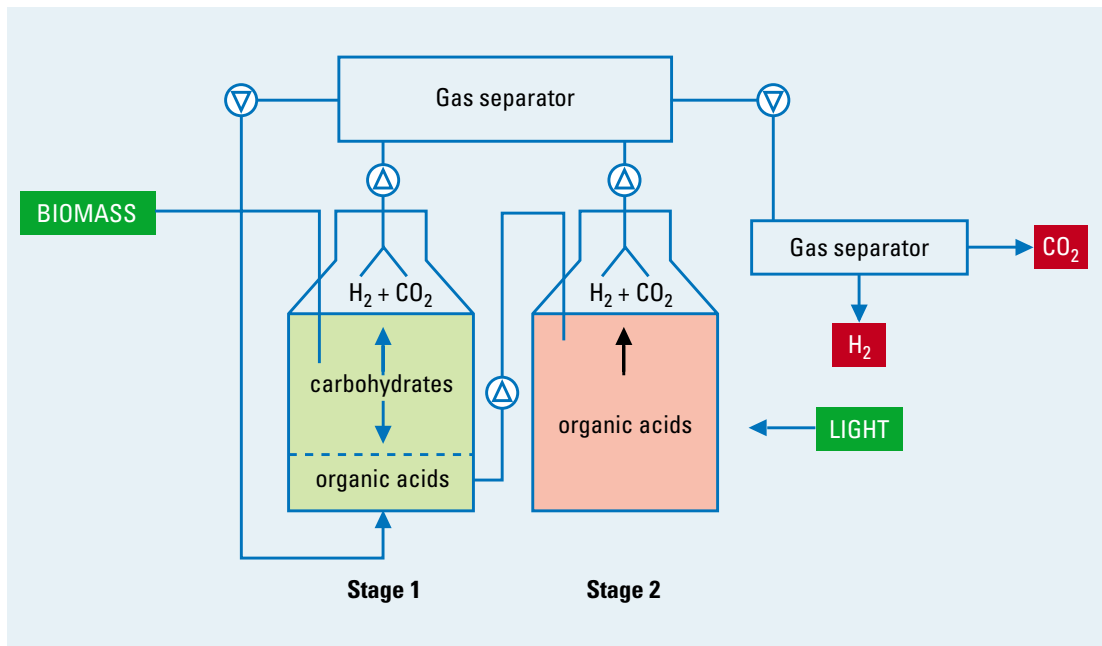 Gas separator
BIOMASS
Gas separator
CO₂
H₂ + CO₂
H₂ + CO₂
H₂
carbohydrates
organic acids
LIGHT
organic acids
Stage 1
Stage 2